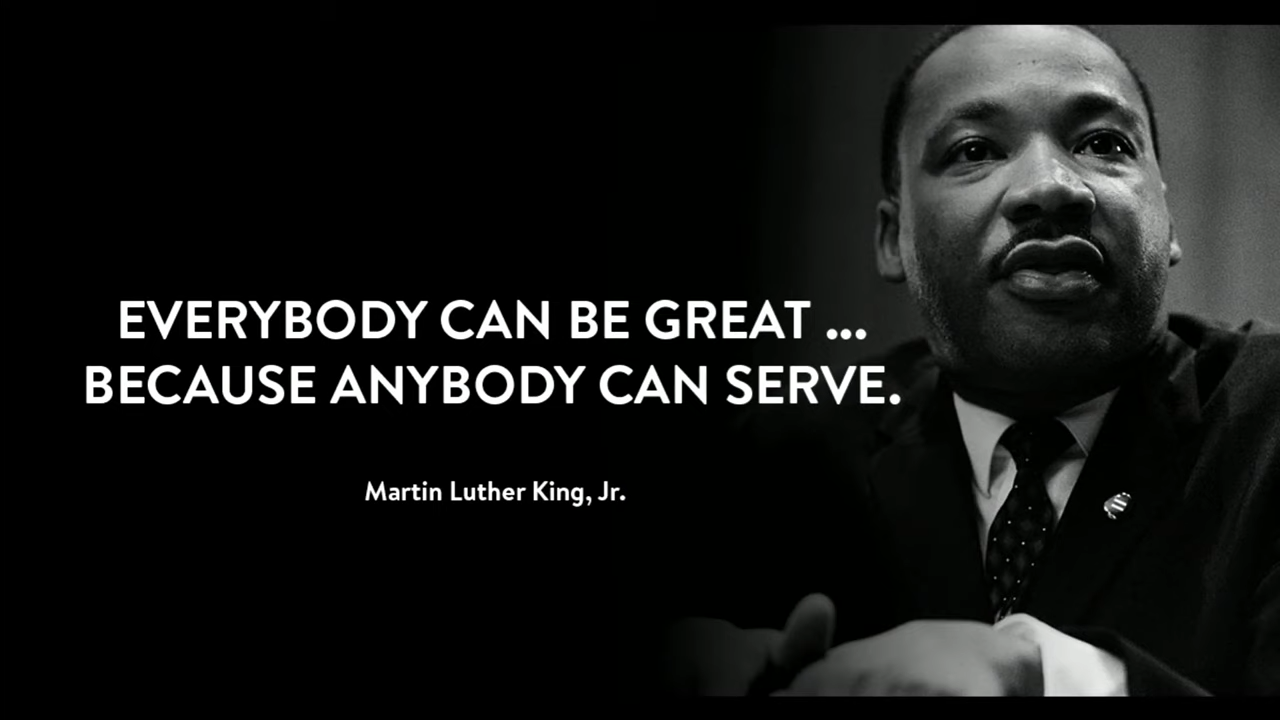 EVERYBODY CAN BE GREAT ...
BECAUSE ANYBODY CAN SERVE.
Martin Luther King, Jr.